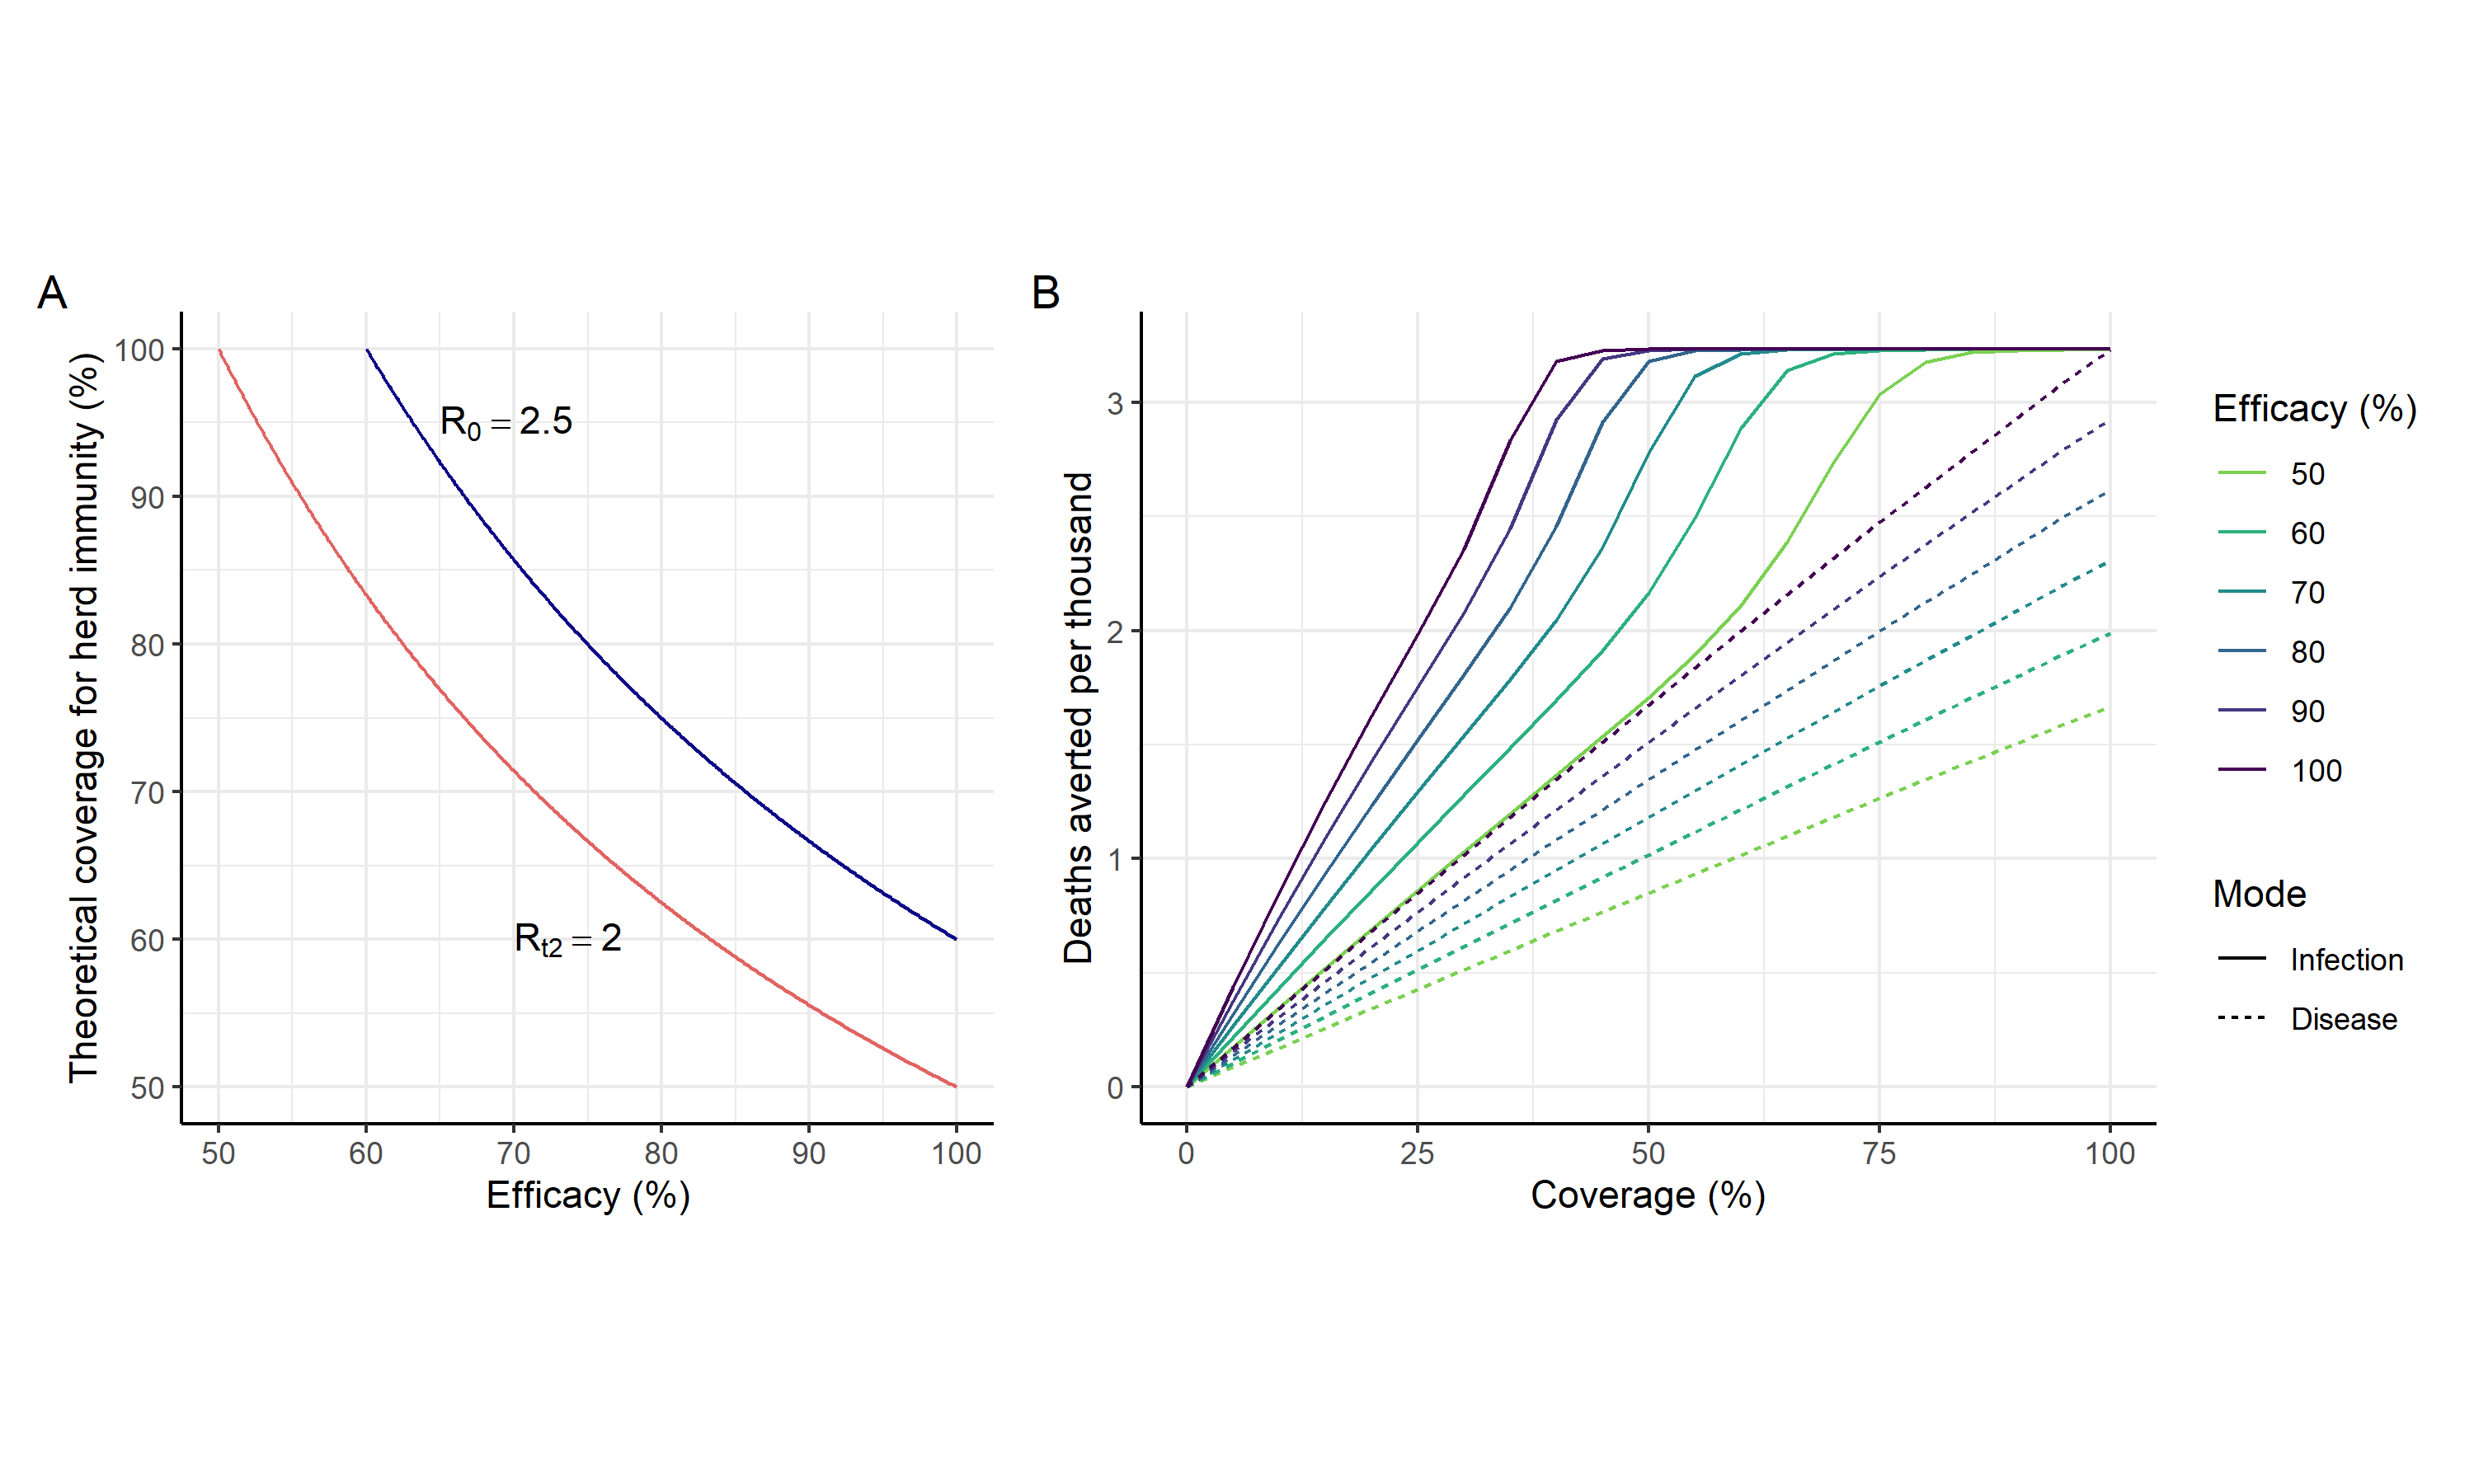 A
Theoretical coverage for herd immunity (%)
100
90
80
70
60
50
R0 = 2.5
Rt2 = 2
50 60 70 80 90 100
Efficacy (%)
B
Deaths averted per thousand
3
2
1
0
0 25 50 75 100
Coverage (%)
Efficacy (%)
50
60
70
80
90
100
Mode
Infection
Disease